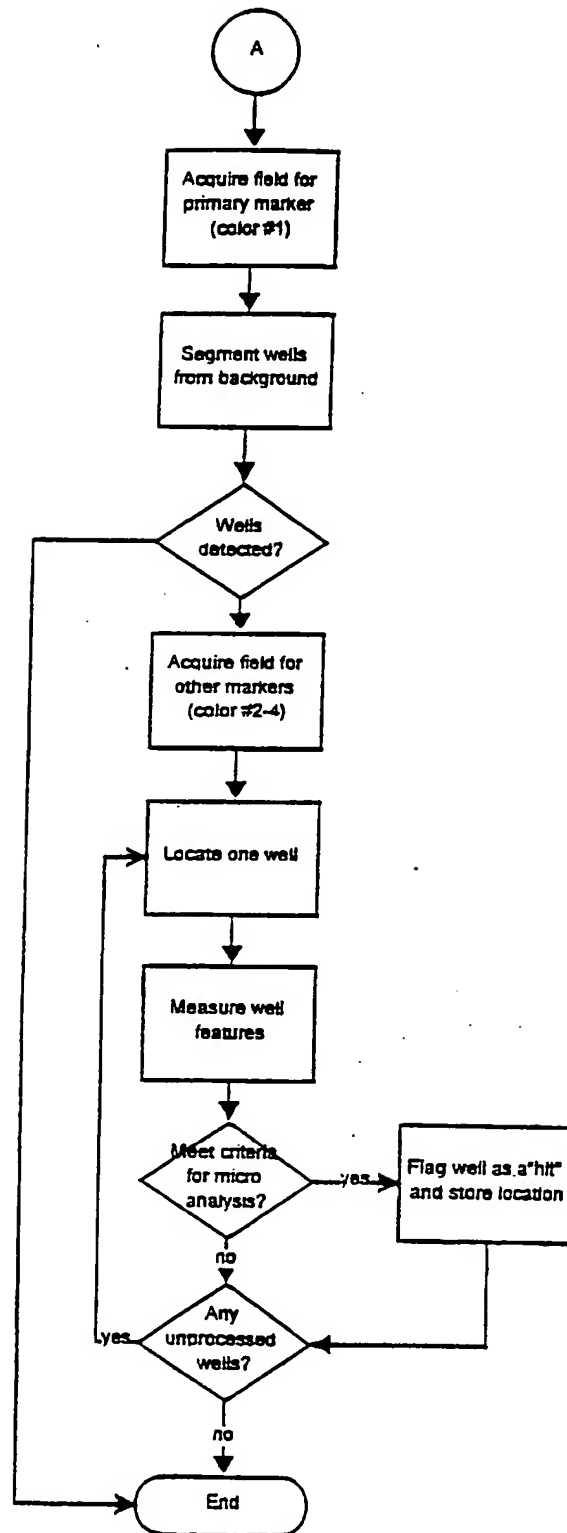 A
Acquire field for
primary marker
(color #1)
Segment wells
from background
Wells
detected?
Acquire field for
other markers
(color #2-4)
Locate one well
Measure well
features
Meet criteria
for micro
analysis?
yes
Flag well as a "hit"
and store location
no
Any
unprocessed
wells?
yes
no
End